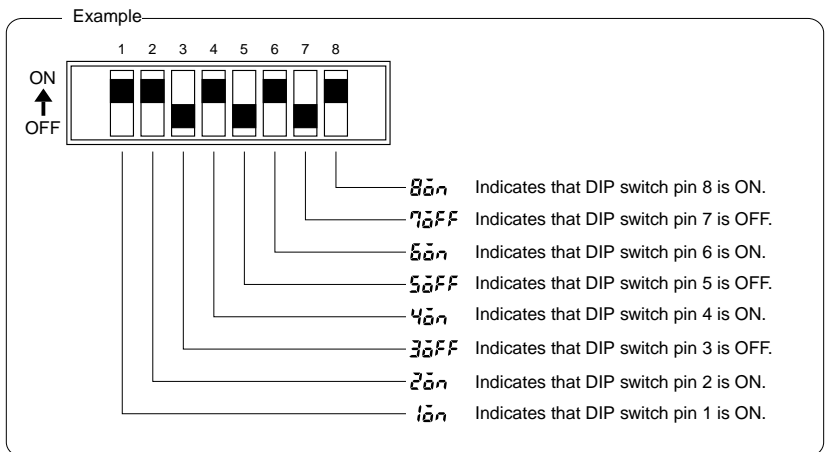 Example
1 2 3 4 5 6 7 8
ON
OFF
8on Indicates that DIP switch pin 8 is ON.
7oFF Indicates that DIP switch pin 7 is OFF.
6on Indicates that DIP switch pin 6 is ON.
5oFF Indicates that DIP switch pin 5 is OFF.
4on Indicates that DIP switch pin 4 is ON.
3oFF Indicates that DIP switch pin 3 is OFF.
2on Indicates that DIP switch pin 2 is ON.
1on Indicates that DIP switch pin 1 is ON.